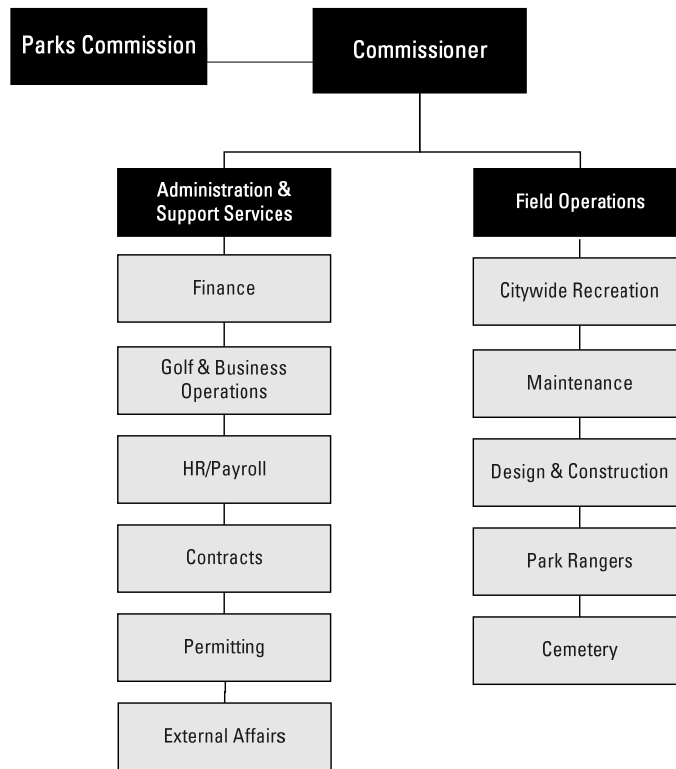 Parks Commission
Commissioner
Administration &
Support Services
Finance
Golf & Business
Operations
HR/Payroll
Contracts
Permitting
External Affairs
Field Operations
Citywide Recreation
Maintenance
Design & Construction
Park Rangers
Cemetery